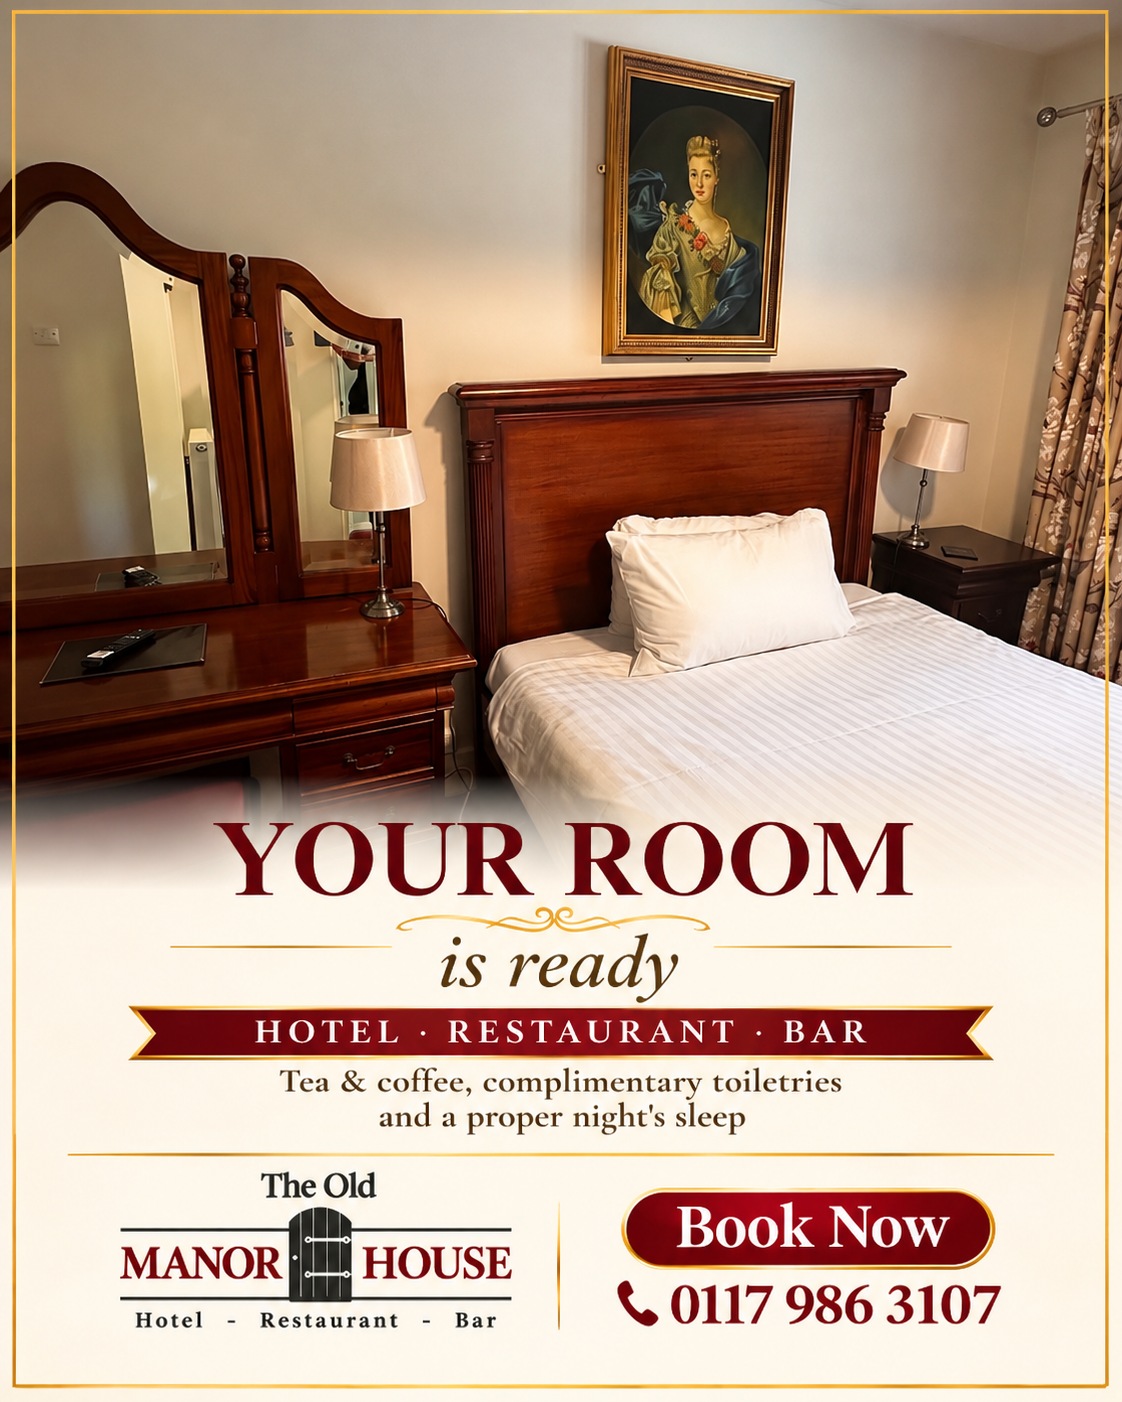 YOUR ROOM
is ready
HOTEL · RESTAURANT · BAR
Tea & coffee, complimentary toiletries
and a proper night's sleep
The Old
MANOR HOUSE
Hotel - Restaurant - Bar
Book Now
0117 986 3107